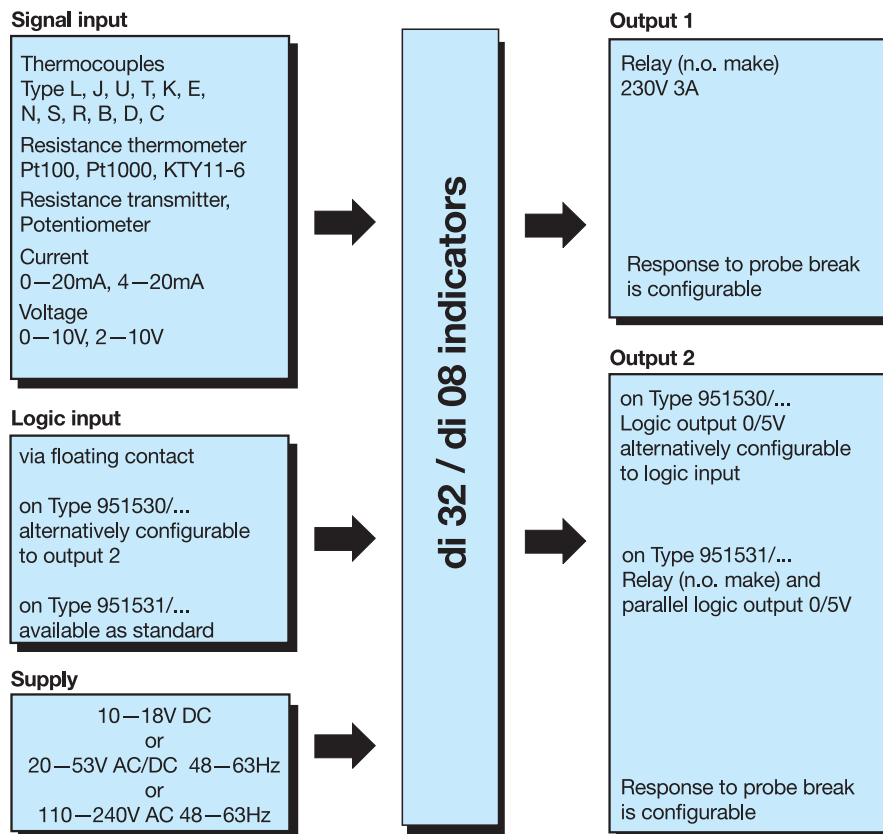 Signal input
Thermocouples
Type L, J, U, T, K, E,
N, S, R, B, D, C
Resistance thermometer
Pt100, Pt1000, KTY11-6
Resistance transmitter,
Potentiometer
Current
0—20mA, 4—20mA
Voltage
0—10V, 2—10V
Logic input
via floating contact
on Type 951530/...
alternatively configurable
to output 2
on Type 951531/...
available as standard
Supply
10—18V DC
or
20—53V AC/DC 48—63Hz
or
110—240V AC 48—63Hz
di 32 / di 08 indicators
Output 1
Relay (n.o. make)
230V 3A
Response to probe break
is configurable
Output 2
on Type 951530/...
Logic output 0/5V
alternatively configurable
to logic input
on Type 951531/...
Relay (n.o. make) and
parallel logic output 0/5V
Response to probe break
is configurable